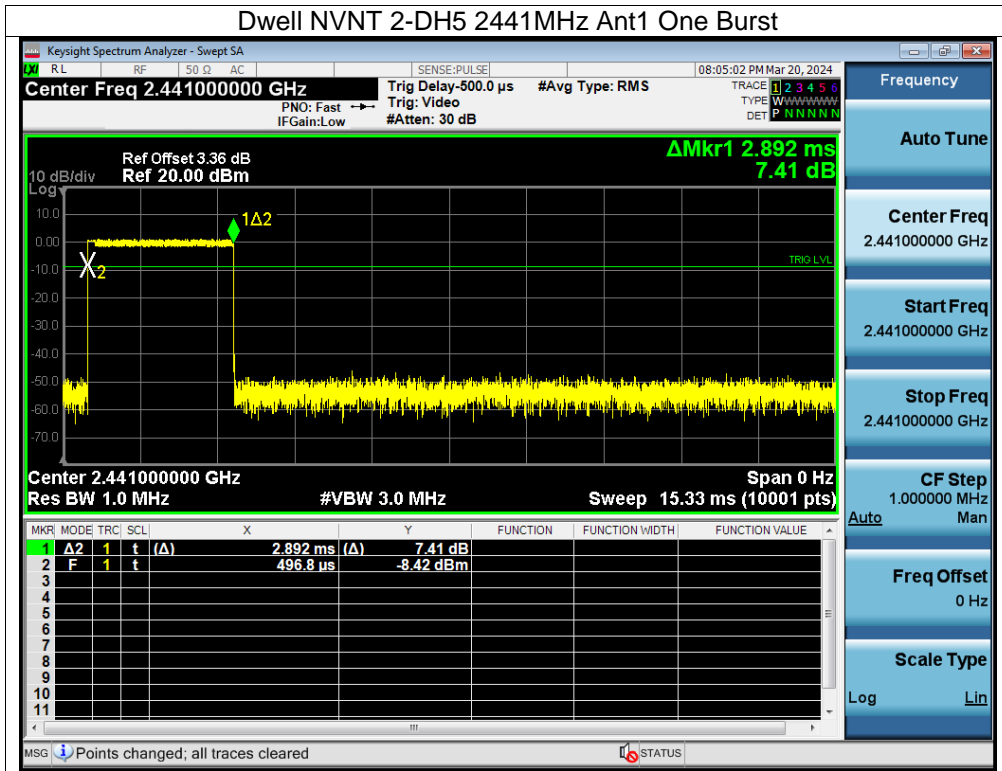 Dwell NVNT 2-DH5 2441MHz Ant1 One Burst
Keysight Spectrum Analyzer - Swept SA
LXI RL RF 50 Ω AC SENSE:PULSE 08:05:02 PM Mar 20, 2024
Center Freq 2.441000000 GHz Trig Delay-500.0 µs #Avg Type: RMS TRACE 1 2 3 4 5 6
PNO: Fast Trig: Video TYPE WWWWWW
IFGain:Low #Atten: 30 dB DET P N N N N N
Frequency
Auto Tune
Center Freq
2.441000000 GHz
Start Freq
2.441000000 GHz
Stop Freq
2.441000000 GHz
CF Step
1.000000 MHz
Auto Man
Freq Offset
0 Hz
Scale Type
Log Lin
ΔMkr1 2.892 ms
7.41 dB
Ref Offset 3.36 dB
10 dB/div Ref 20.00 dBm
Log
10.0
0.00
-10.0
-20.0
-30.0
-40.0
-50.0
-60.0
-70.0
1Δ2
2
TRIG LVL
Center 2.441000000 GHz Span 0 Hz
Res BW 1.0 MHz #VBW 3.0 MHz Sweep 15.33 ms (10001 pts)
MKR MODE TRC SCL X Y FUNCTION FUNCTION WIDTH FUNCTION VALUE
1 Δ2 1 t (Δ) 2.892 ms (Δ) 7.41 dB
2 F 1 t 496.8 µs -8.42 dBm
3
4
5
6
7
8
9
10
11
MSG Points changed; all traces cleared STATUS